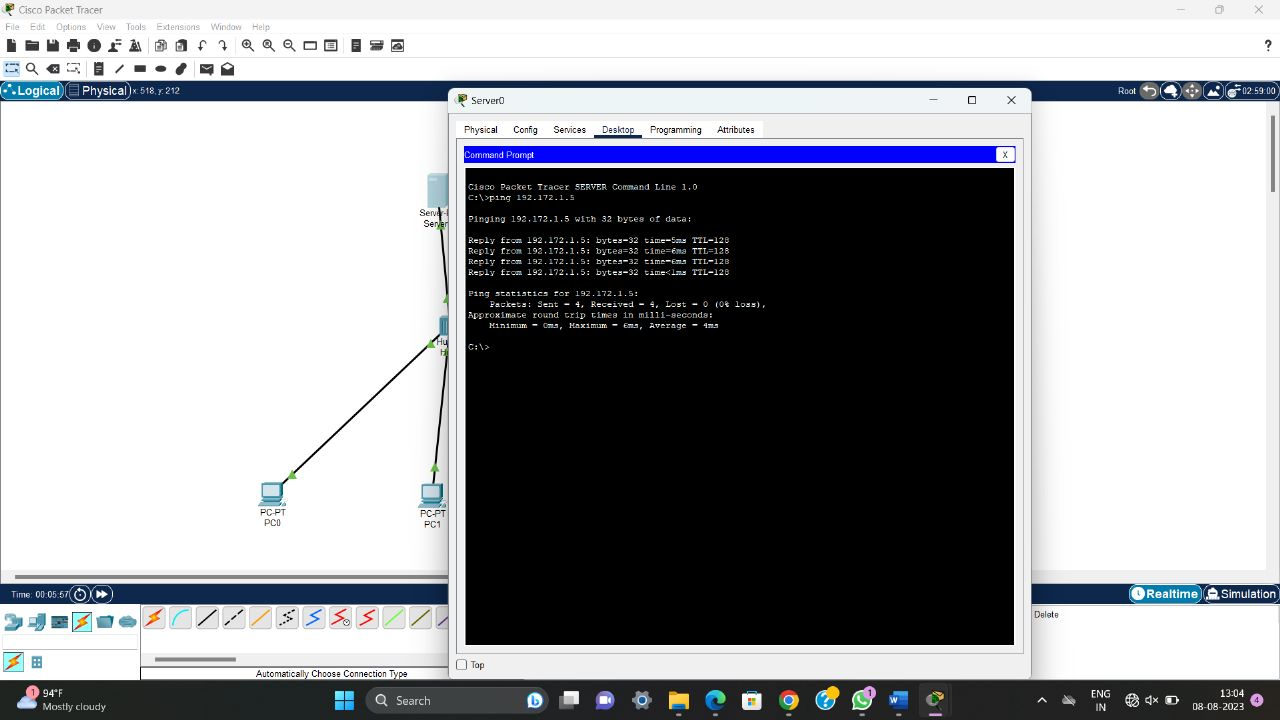 Cisco Packet Tracer
File Edit Options View Tools Extensions Window Help
?
Logical Physical x: 518, y: 212
Root 02:59:00
Server0
Physical Config Services Desktop Programming Attributes
Command Prompt
X
Cisco Packet Tracer SERVER Command Line 1.0
C:\>ping 192.172.1.5
Pinging 192.172.1.5 with 32 bytes of data:
Reply from 192.172.1.5: bytes=32 time=5ms TTL=128
Reply from 192.172.1.5: bytes=32 time=6ms TTL=128
Reply from 192.172.1.5: bytes=32 time=6ms TTL=128
Reply from 192.172.1.5: bytes=32 time<1ms TTL=128
Ping statistics for 192.172.1.5:
Packets: Sent = 4, Received = 4, Lost = 0 (0% loss),
Approximate round trip times in milli-seconds:
Minimum = 0ms, Maximum = 6ms, Average = 4ms
C:\>
Server-
Server
Hu
H
PC-PT
PC0
PC-PT
PC1
Time: 00:05:57
Realtime Simulation
Delete
Automatically Choose Connection Type
Top
1
94°F
Mostly cloudy
Search
1
ENG
IN
13:04
08-08-2023
4